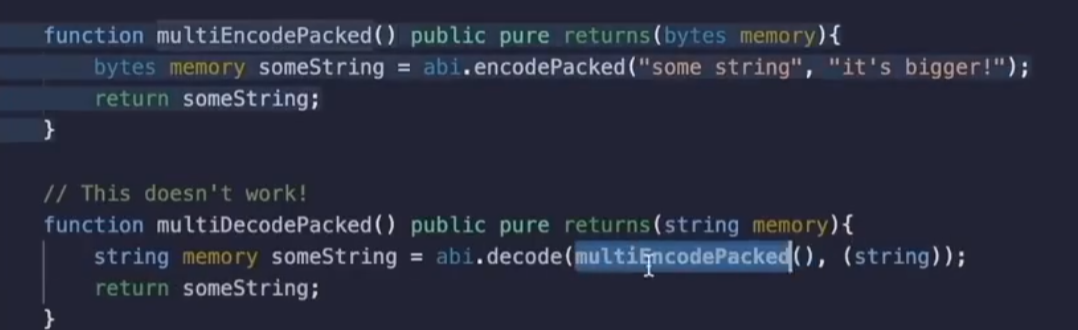 function multiEncodePacked() public pure returns(bytes memory){
    bytes memory someString = abi.encodePacked("some string", "it's bigger!");
    return someString;
}
// This doesn't work!
function multiDecodePacked() public pure returns(string memory){
    string memory someString = abi.decode(multiEncodePacked(), (string));
    return someString;
}